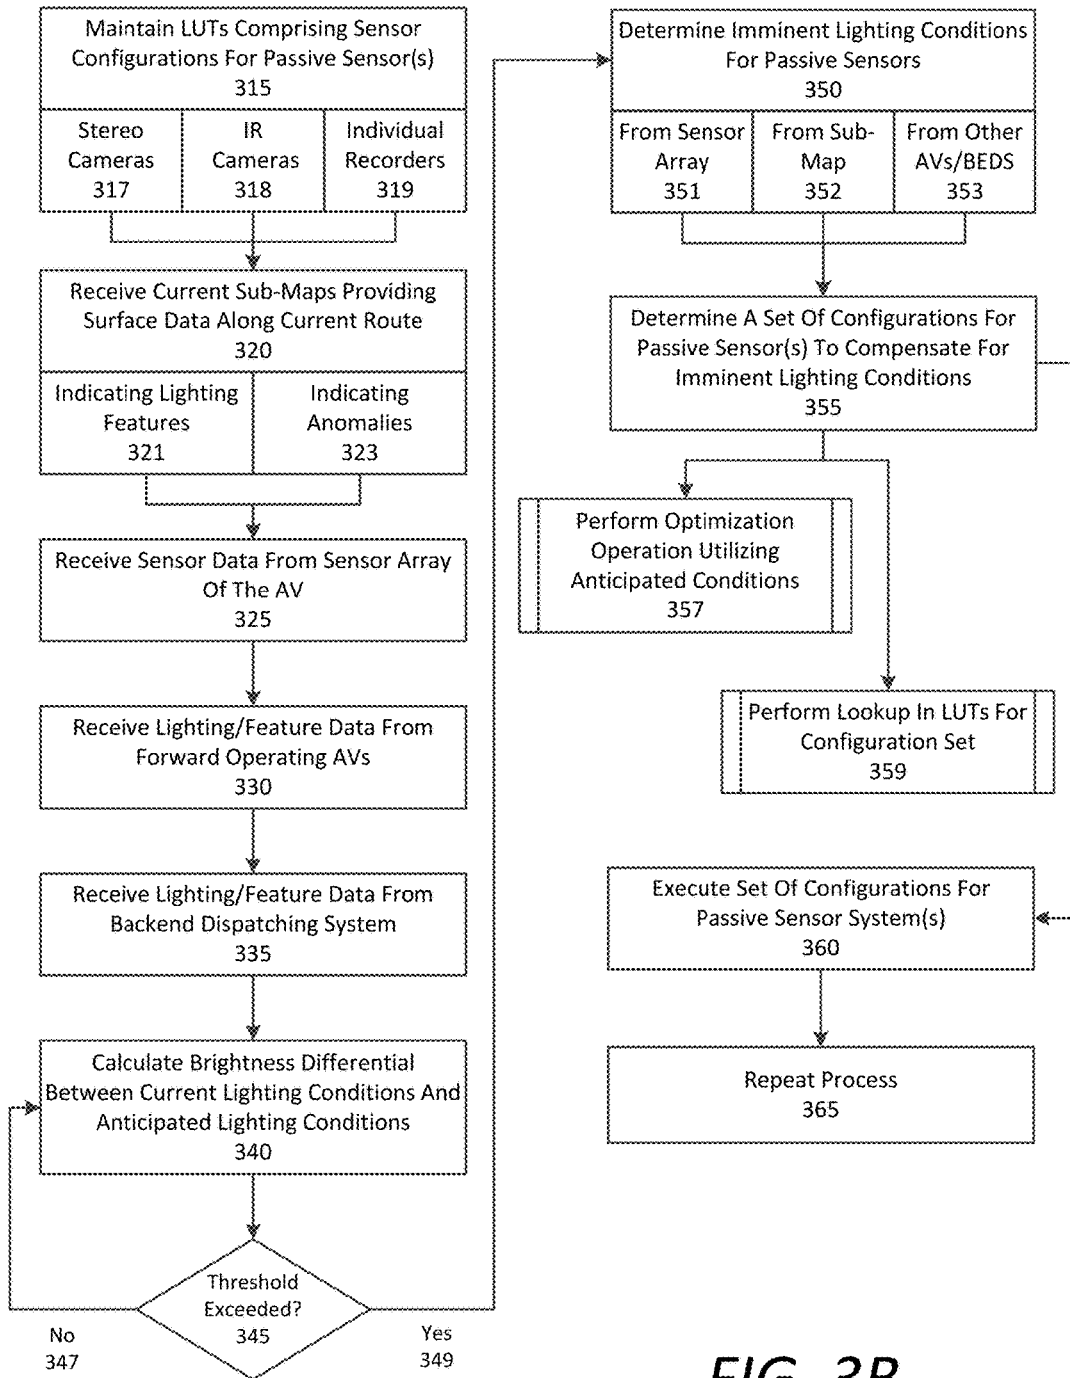 Maintain LUTs Comprising Sensor
Configurations For Passive Sensor(s)
315
Stereo
Cameras
317
IR
Cameras
318
Individual
Recorders
319
Receive Current Sub-Maps Providing
Surface Data Along Current Route
320
Indicating Lighting
Features
321
Indicating
Anomalies
323
Receive Sensor Data From Sensor Array
Of The AV
325
Receive Lighting/Feature Data From
Forward Operating AVs
330
Receive Lighting/Feature Data From
Backend Dispatching System
335
Calculate Brightness Differential
Between Current Lighting Conditions And
Anticipated Lighting Conditions
340
Threshold
Exceeded?
345
No
347
Yes
349
Determine Imminent Lighting Conditions
For Passive Sensors
350
From Sensor
Array
351
From Sub-
Map
352
From Other
AVs/BEDS
353
Determine A Set Of Configurations For
Passive Sensor(s) To Compensate For
Imminent Lighting Conditions
355
Perform Optimization
Operation Utilizing
Anticipated Conditions
357
Perform Lookup In LUTs For
Configuration Set
359
Execute Set Of Configurations For
Passive Sensor System(s)
360
Repeat Process
365
FIG. 3B